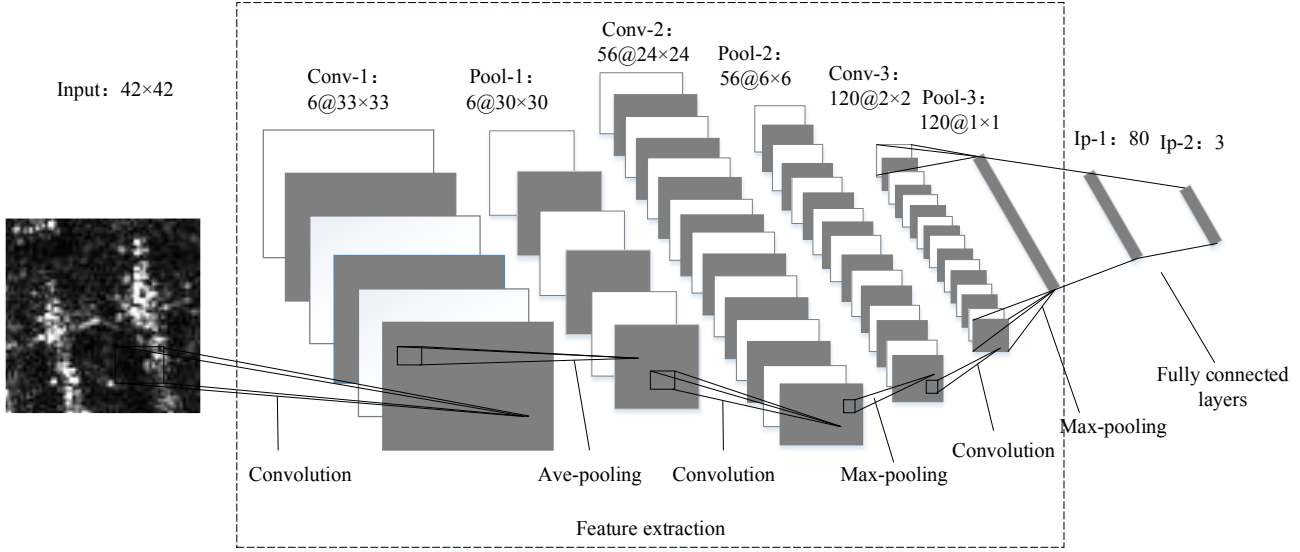 Input：42×42
Conv-1：
6@33×33
Pool-1：
6@30×30
Conv-2：
56@24×24
Pool-2：
56@6×6
Conv-3：
120@2×2
Pool-3：
120@1×1
Ip-1：80
Ip-2：3
Convolution
Ave-pooling
Convolution
Max-pooling
Convolution
Max-pooling
Fully connected
layers
Feature extraction